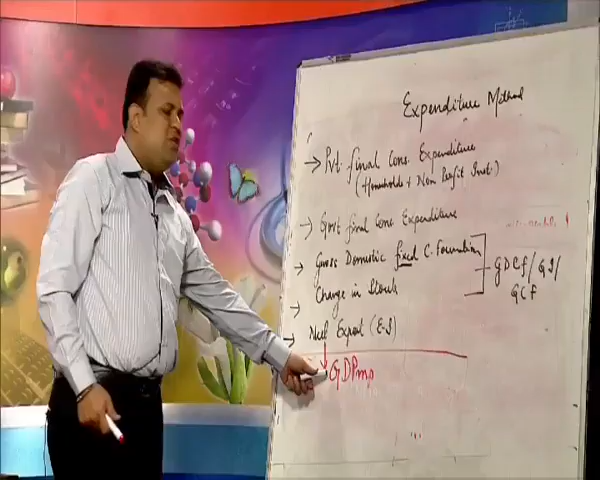 Expenditure Method
→ Pvt. final Cons. Expenditure
(Households + Non Profit Inst.)
→ Govt final Cons Expenditure
→ Gross Domestic fixed C. Formation
→ Change in Stock
GDCf/GI/
GCf
→ Net Export (E-I)
GDPmp